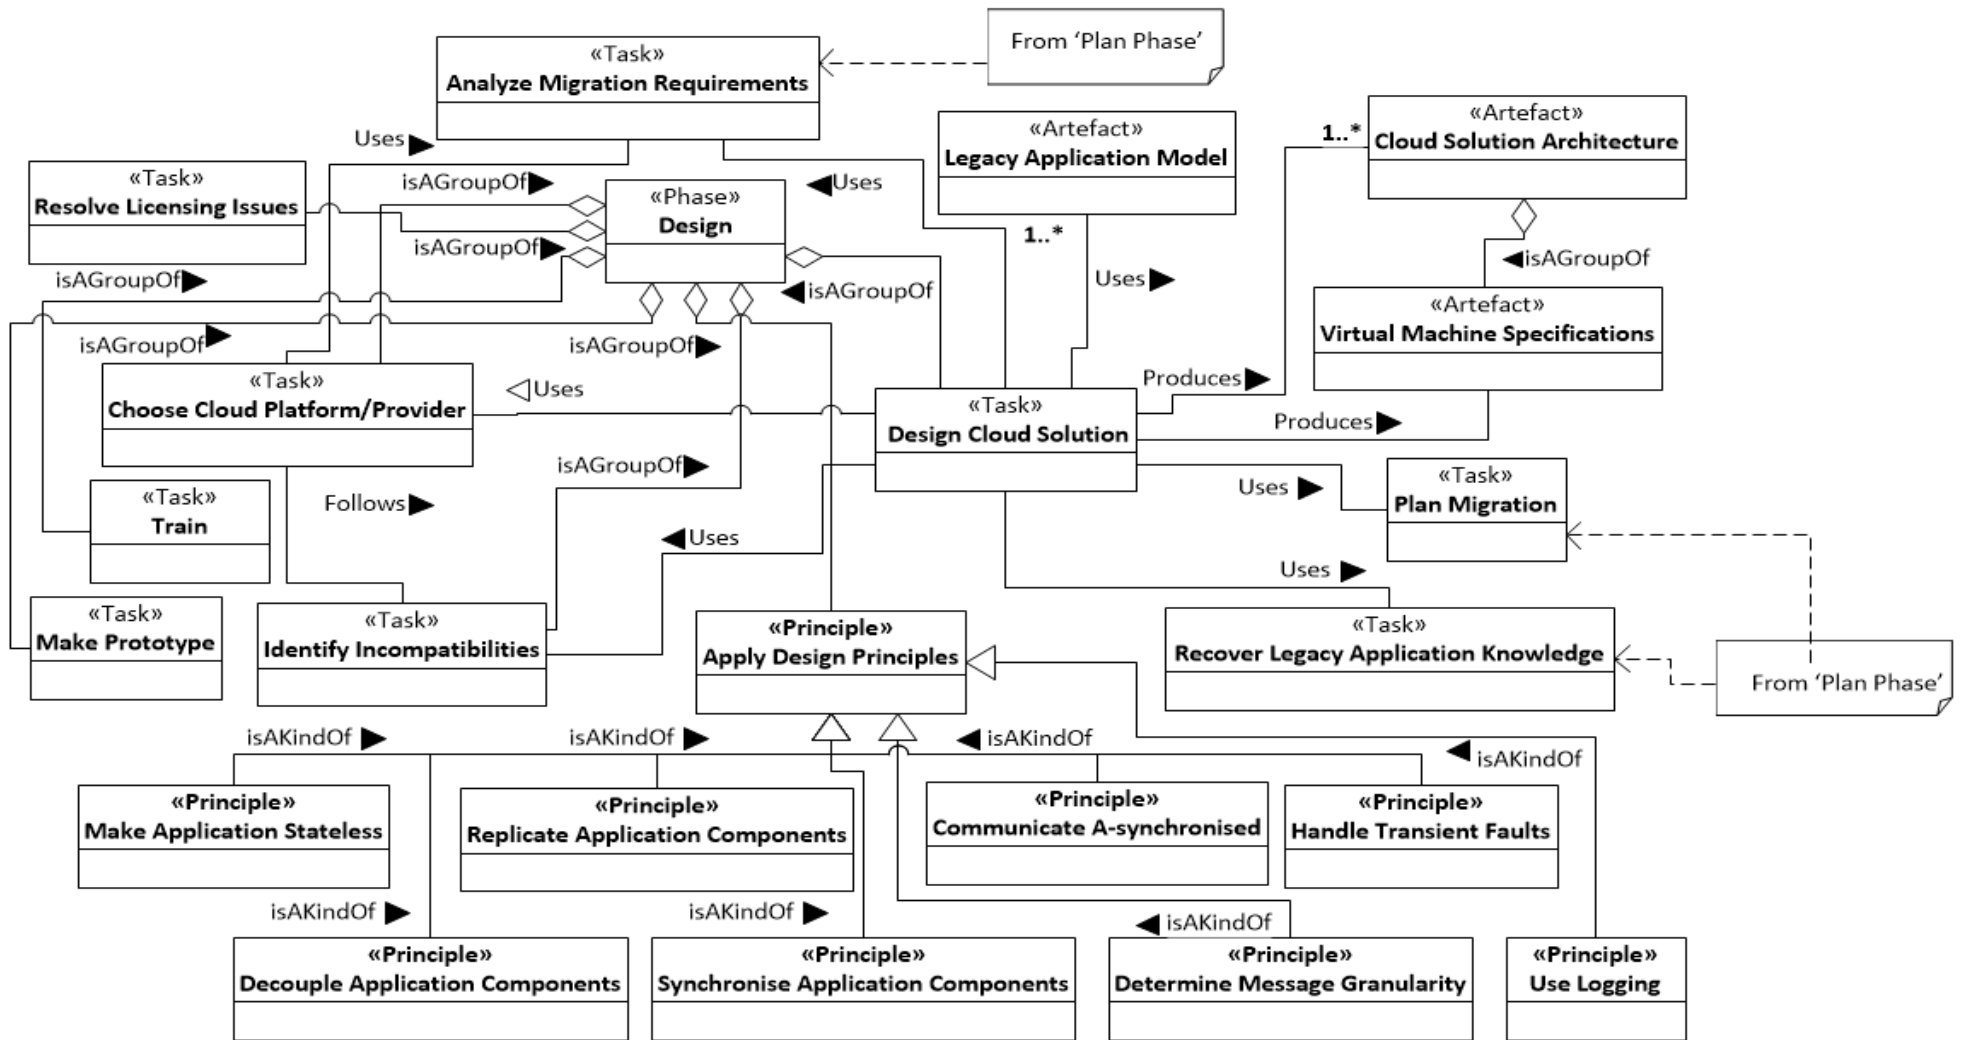 From ‘Plan Phase’
«Task»
Analyze Migration Requirements
«Artefact»
Cloud Solution Architecture
1..*
«Artefact»
Legacy Application Model
Uses
«Task»
Resolve Licensing Issues
isAGroupOf
Uses
«Phase»
Design
1..*
isAGroupOf
isAGroupOf
isAGroupOf
Uses
isAGroupOf
«Artefact»
Virtual Machine Specifications
isAGroupOf
isAGroupOf
«Task»
Choose Cloud Platform/Provider
Uses
Produces
«Task»
Design Cloud Solution
Produces
isAGroupOf
«Task»
Plan Migration
Uses
«Task»
Train
Follows
Uses
Uses
«Task»
Make Prototype
«Task»
Identify Incompatibilities
«Principle»
Apply Design Principles
«Task»
Recover Legacy Application Knowledge
From ‘Plan Phase’
isAKindOf
isAKindOf
isAKindOf
isAKindOf
«Principle»
Make Application Stateless
«Principle»
Replicate Application Components
«Principle»
Communicate A-synchronised
«Principle»
Handle Transient Faults
isAKindOf
isAKindOf
isAKindOf
«Principle»
Decouple Application Components
«Principle»
Synchronise Application Components
«Principle»
Determine Message Granularity
«Principle»
Use Logging